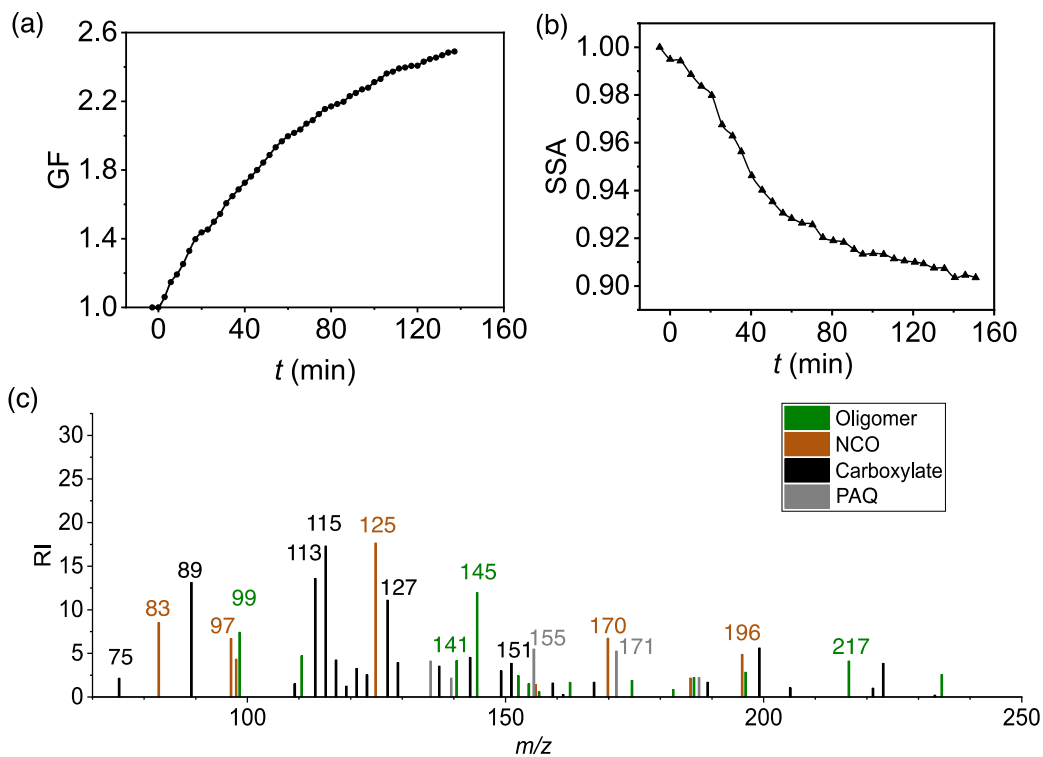 (a)
2.6
2.2
1.8
1.4
1.0
GF
0 40 80 120 160
t (min)
(b)
1.00
0.98
0.96
0.94
0.92
0.90
SSA
0 40 80 120 160
t (min)
(c)
30
25
20
15
10
5
0
RI
Oligomer
NCO
Carboxylate
PAQ
75
83
89
97
99
113
115
125
127
141
145
151
155
170
171
196
217
100 150 200 250
m/z